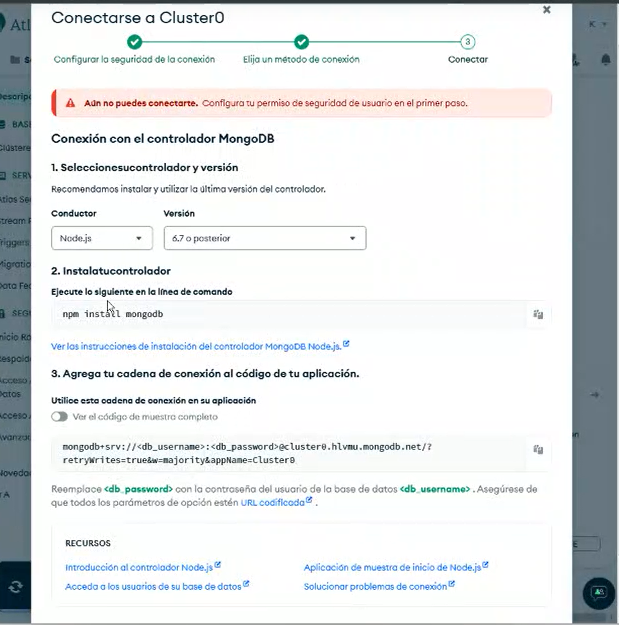 Conectarse a Cluster0
Atl
K
Configurar la seguridad de la conexión
Elija un método de conexión
3
Conectar
Aún no puedes conectarte. Configura tu permiso de seguridad de usuario en el primer paso.
Conexión con el controlador MongoDB
1. Seleccionesucontrolador y versión
Recomendamos instalar y utilizar la última versión del controlador.
Conductor
Versión
Node.js
6.7 o posterior
2. Instalatucontrolador
Ejecute lo siguiente en la línea de comando
npm install mongodb
Ver las instrucciones de instalación del controlador MongoDB Node.js.
3. Agrega tu cadena de conexión al código de tu aplicación.
Utilice esta cadena de conexión en su aplicación
Ver el código de muestra completo
mongodb+srv://<db_username>:<db_password>@cluster0.hlvmu.mongodb.net/?
retryWrites=true&w=majority&appName=Cluster0
Reemplace <db_password> con la contraseña del usuario de la base de datos <db_username> . Asegúrese de
que todos los parámetros de opción estén URL codificada .
RECURSOS
Introducción al controlador Node.js
Aplicación de muestra de inicio de Node.js
Acceda a los usuarios de su base de datos
Solucionar problemas de conexión